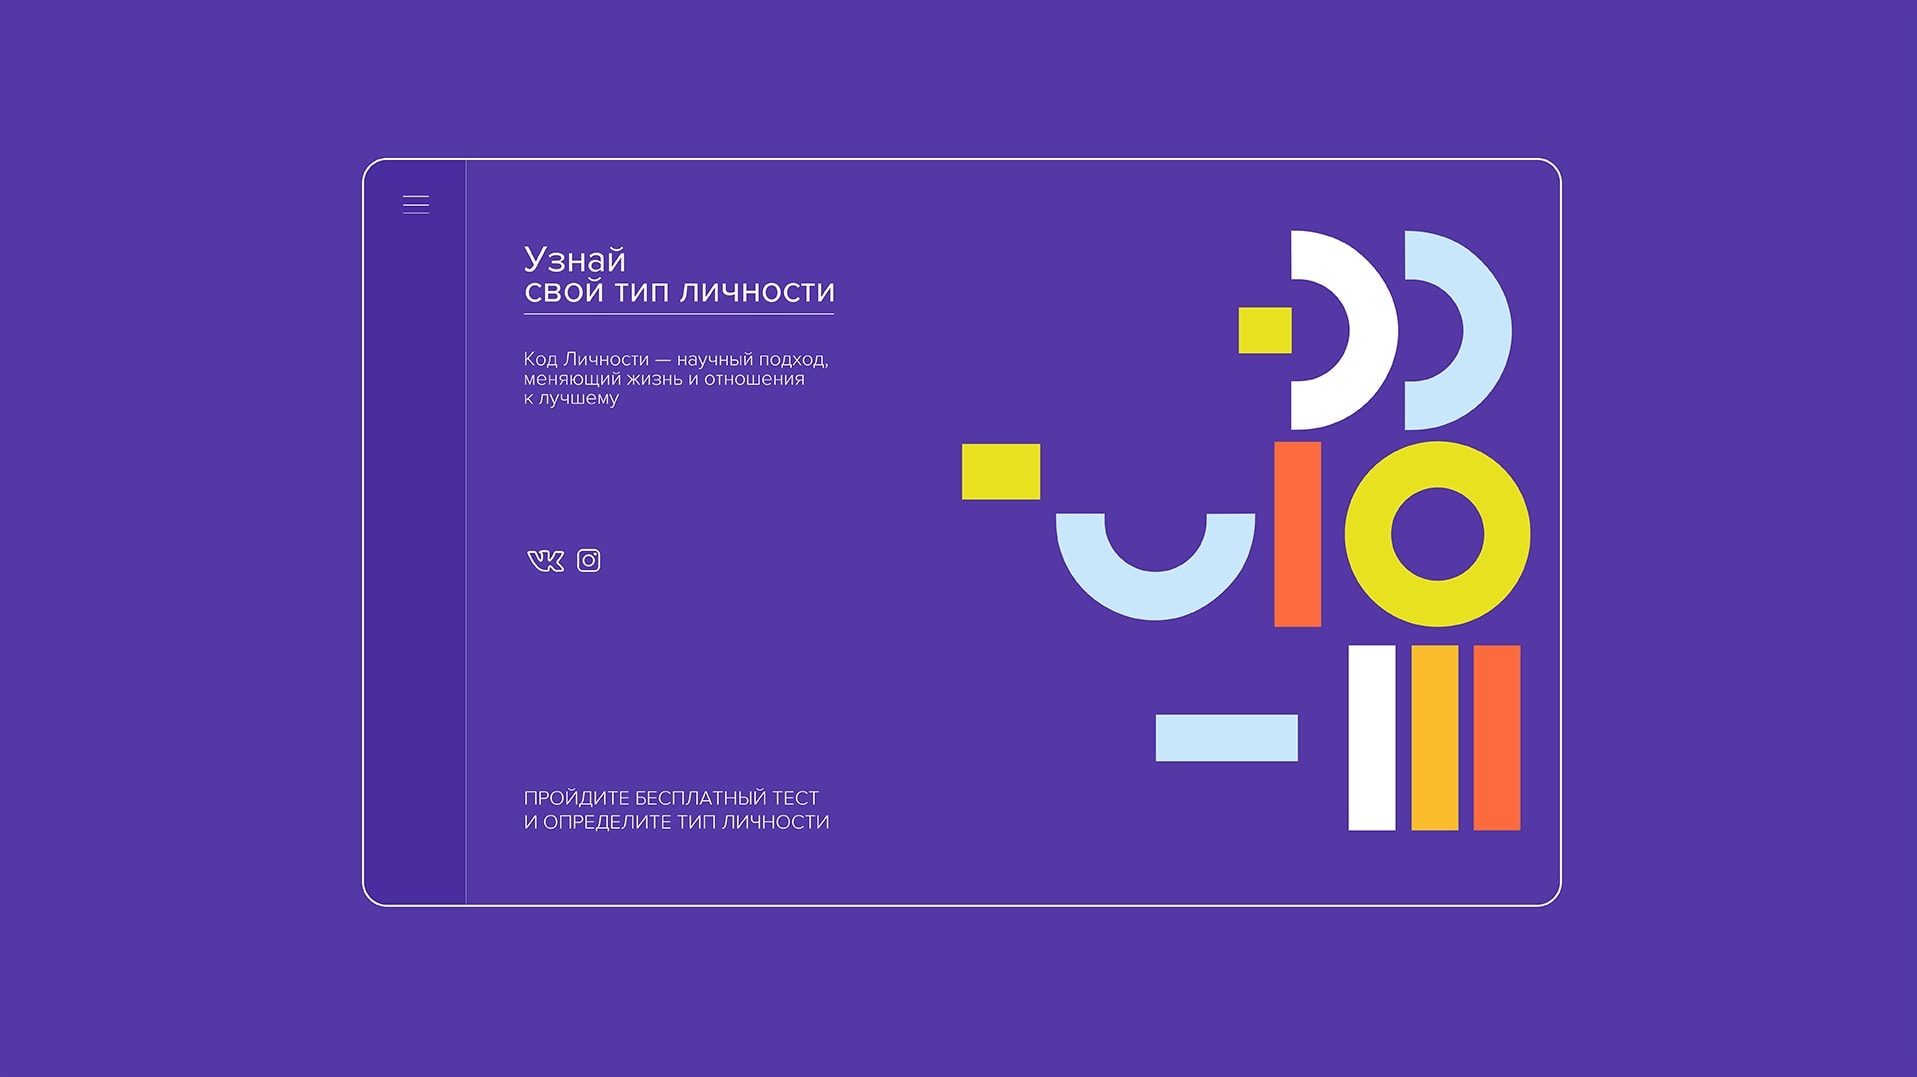 Узнай
свой тип личности
Код Личности — научный подход,
меняющий жизнь и отношения
к лучшему
ПРОЙДИТЕ БЕСПЛАТНЫЙ ТЕСТ
И ОПРЕДЕЛИТЕ ТИП ЛИЧНОСТИ